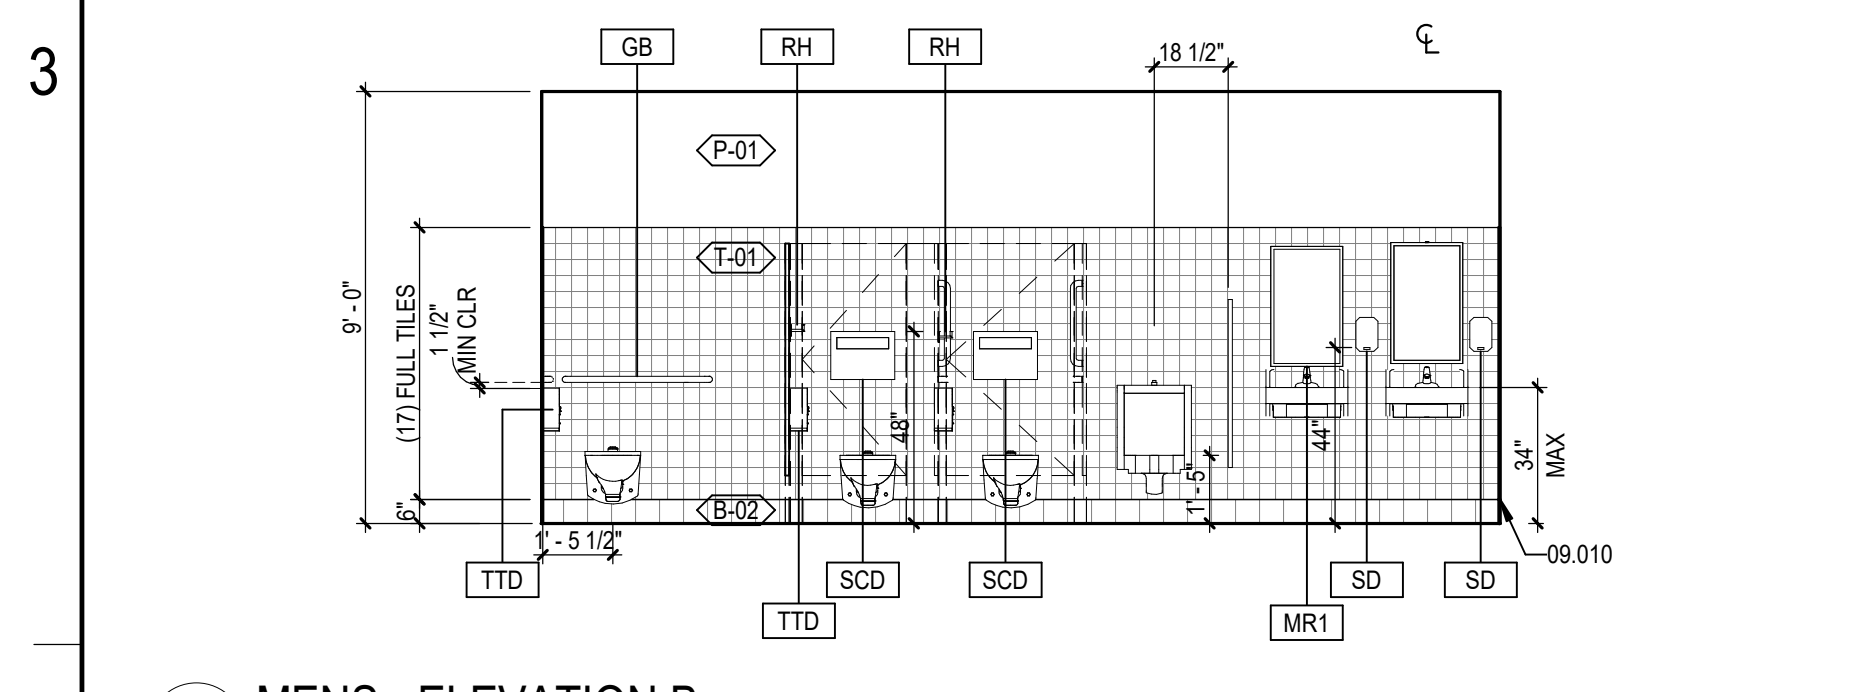 3
GB
RH
RH
18 1/2"
℄
P-01
9' - 0"
(17) FULL TILES
1 1/2"
MIN CLR
T-01
48"
1' - 5"
44"
34"
MAX
6"
B-02
1' - 5 1/2"
09.010
TTD
SCD
SCD
SD
SD
TTD
MR1
MENS - ELEVATION B